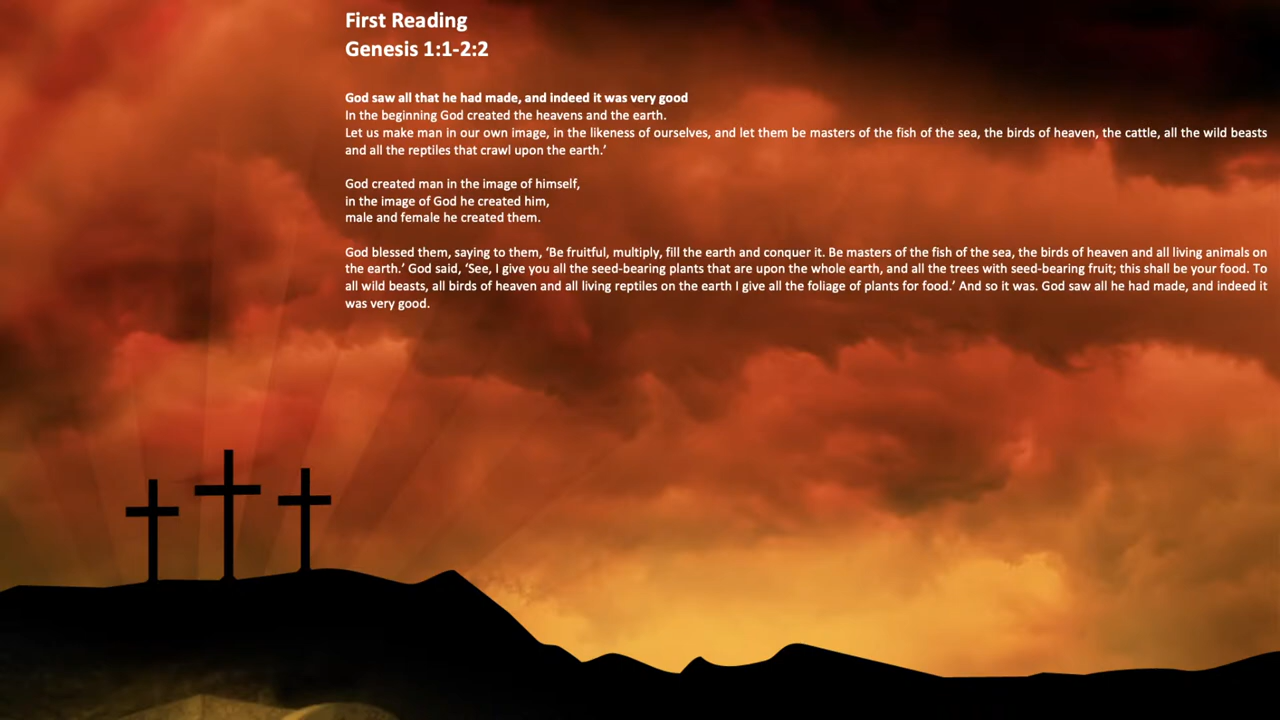 First Reading
Genesis 1:1-2:2
God saw all that he had made, and indeed it was very good
In the beginning God created the heavens and the earth.
Let us make man in our own image, in the likeness of ourselves, and let them be masters of the fish of the sea, the birds of heaven, the cattle, all the wild beasts
and all the reptiles that crawl upon the earth.’
God created man in the image of himself,
in the image of God he created him,
male and female he created them.
God blessed them, saying to them, ‘Be fruitful, multiply, fill the earth and conquer it. Be masters of the fish of the sea, the birds of heaven and all living animals on
the earth.’ God said, ‘See, I give you all the seed-bearing plants that are upon the whole earth, and all the trees with seed-bearing fruit; this shall be your food. To
all wild beasts, all birds of heaven and all living reptiles on the earth I give all the foliage of plants for food.’ And so it was. God saw all he had made, and indeed it
was very good.